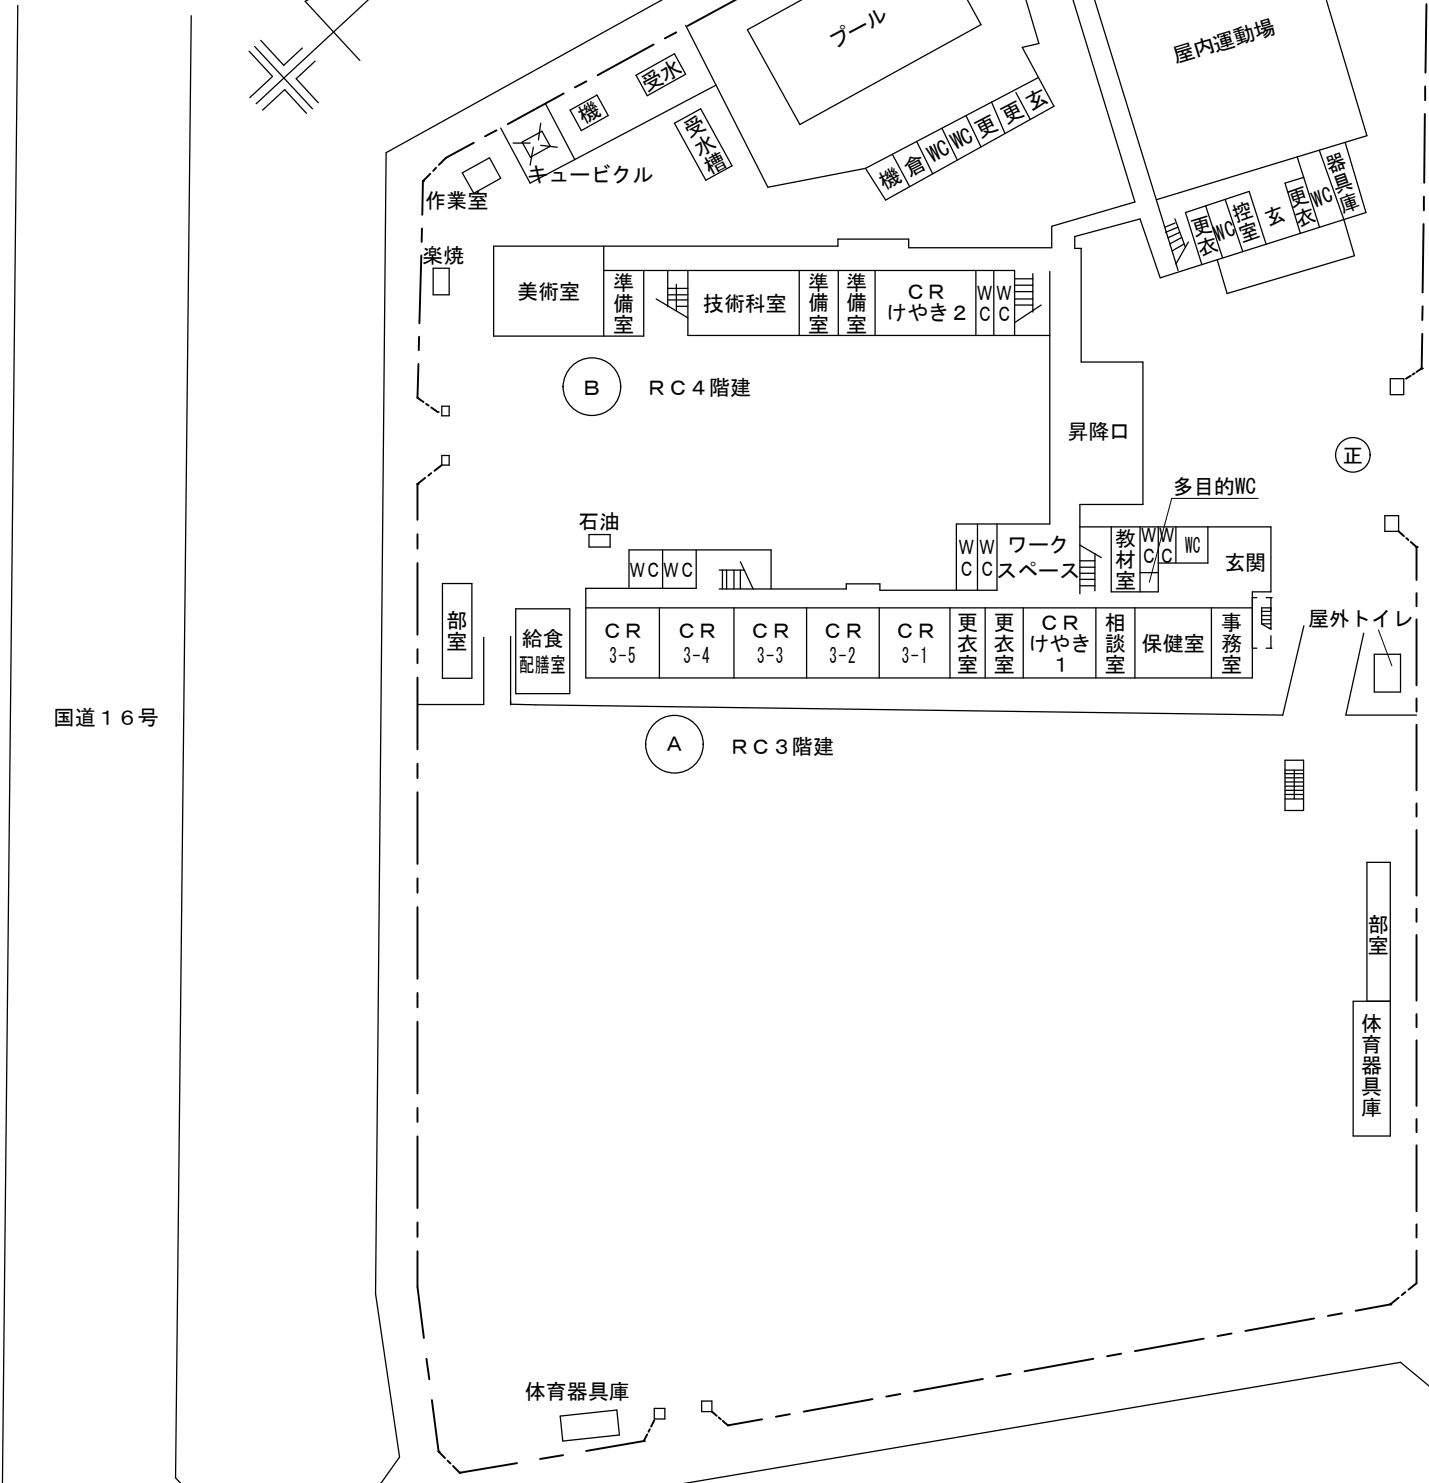 プール
屋内運動場
受水
機
受水槽
キュービクル
作業室
機
倉
WC
WC
更
更
玄
更衣
WC
控室
玄
更衣
WC
器具庫
楽焼
美術室
準備室
技術科室
準備室
準備室
CR
けやき2
WC
WC
B
RC4階建
昇降口
正
多目的WC
石油
WC
WC
WC
WC
ワーク
スペース
教材室
WC
WC
WC
玄関
部室
給食
配膳室
CR
3-5
CR
3-4
CR
3-3
CR
3-2
CR
3-1
更衣室
更衣室
CR
けやき
1
相談室
保健室
事務室
屋外トイレ
国道16号
A
RC3階建
部室
体育器具庫
体育器具庫